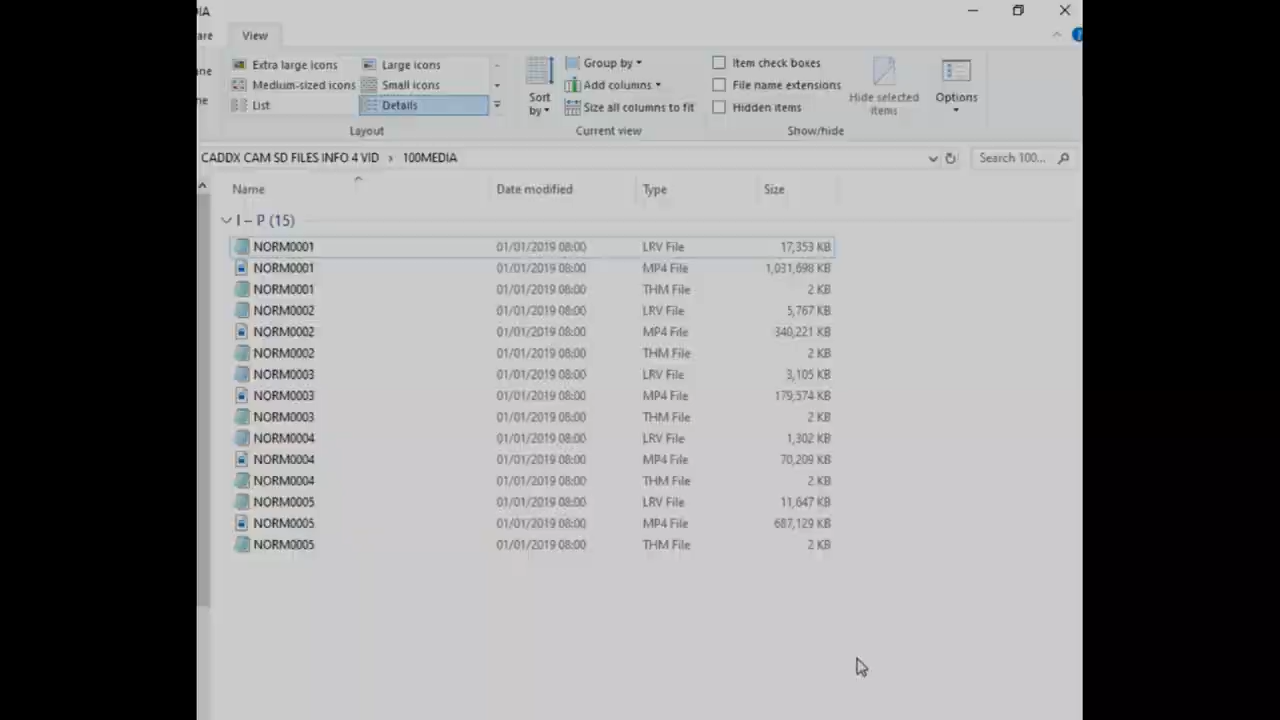 IA
are View
Extra large icons Large icons Group by Item check boxes
ane Medium-sized icons Small icons Sort by Add columns File name extensions Hide selected items Options
ne List Details Size all columns to fit Hidden items
Layout Current view Show/hide
CADDX CAM SD FILES INFO 4 VID › 100MEDIA Search 100...
Name Date modified Type Size
I – P (15)
NORM0001 01/01/2019 08:00 LRV File 17,353 KB
NORM0001 01/01/2019 08:00 MP4 File 1,031,698 KB
NORM0001 01/01/2019 08:00 THM File 2 KB
NORM0002 01/01/2019 08:00 LRV File 5,767 KB
NORM0002 01/01/2019 08:00 MP4 File 340,221 KB
NORM0002 01/01/2019 08:00 THM File 2 KB
NORM0003 01/01/2019 08:00 LRV File 3,105 KB
NORM0003 01/01/2019 08:00 MP4 File 179,574 KB
NORM0003 01/01/2019 08:00 THM File 2 KB
NORM0004 01/01/2019 08:00 LRV File 1,302 KB
NORM0004 01/01/2019 08:00 MP4 File 70,209 KB
NORM0004 01/01/2019 08:00 THM File 2 KB
NORM0005 01/01/2019 08:00 LRV File 11,647 KB
NORM0005 01/01/2019 08:00 MP4 File 687,129 KB
NORM0005 01/01/2019 08:00 THM File 2 KB